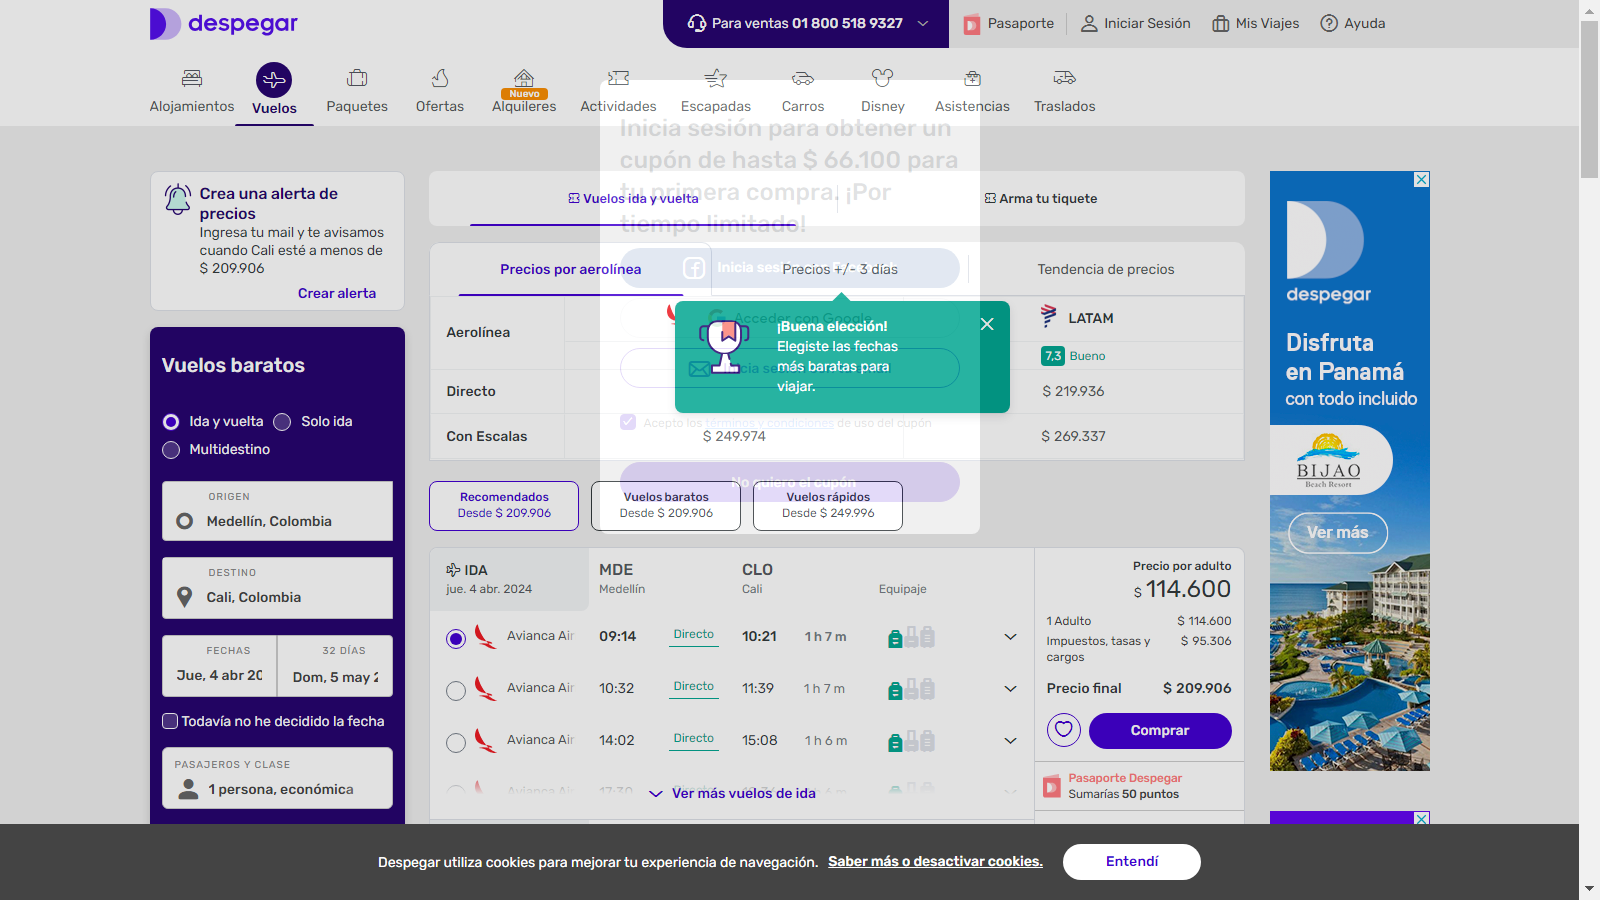 despegar
Para ventas 01 800 518 9327
Pasaporte
Iniciar Sesión
Mis Viajes
Ayuda
Alojamientos
Vuelos
Paquetes
Ofertas
Nuevo
Alquileres
Actividades
Escapadas
Carros
Disney
Asistencias
Traslados
Inicia sesión para obtener un
cupón de hasta $ 66.100 para
tu primera compra. ¡Por
tiempo limitado!
Inicia sesión
Acceder con Google
Acepto los términos y condiciones de uso del cupón
No quiero el cupón
Crea una alerta de
precios
Ingresa tu mail y te avisamos
cuando Cali esté a menos de
$ 209.906
Crear alerta
Vuelos ida y vuelta
Arma tu tiquete
Precios por aerolínea
Precios +/- 3 días
Tendencia de precios
¡Buena elección!
Elegiste las fechas
más baratas para
viajar.
Aerolínea
LATAM
7,3 Bueno
Directo
$ 219.936
Con Escalas
$ 249.974
$ 269.337
Recomendados
Desde $ 209.906
Vuelos baratos
Desde $ 209.906
Vuelos rápidos
Desde $ 249.996
Vuelos baratos
Ida y vuelta
Solo ida
Multidestino
ORIGEN
Medellín, Colombia
DESTINO
Cali, Colombia
FECHAS
Jue, 4 abr 20
32 DÍAS
Dom, 5 may 2
Todavía no he decidido la fecha
PASAJEROS Y CLASE
1 persona, económica
IDA
jue. 4 abr. 2024
MDE
Medellín
CLO
Cali
Equipaje
Avianca Air
09:14
Directo
10:21
1 h 7 m
Avianca Air
10:32
Directo
11:39
1 h 7 m
Avianca Air
14:02
Directo
15:08
1 h 6 m
Ver más vuelos de ida
Precio por adulto
$ 114.600
1 Adulto
$ 114.600
Impuestos, tasas y
cargos
$ 95.306
Precio final
$ 209.906
Comprar
Pasaporte Despegar
Sumarías 50 puntos
despegar
Disfruta
en Panamá
con todo incluido
BIJAO
Beach Resort
Ver más
Despegar utiliza cookies para mejorar tu experiencia de navegación.
Saber más o desactivar cookies.
Entendí